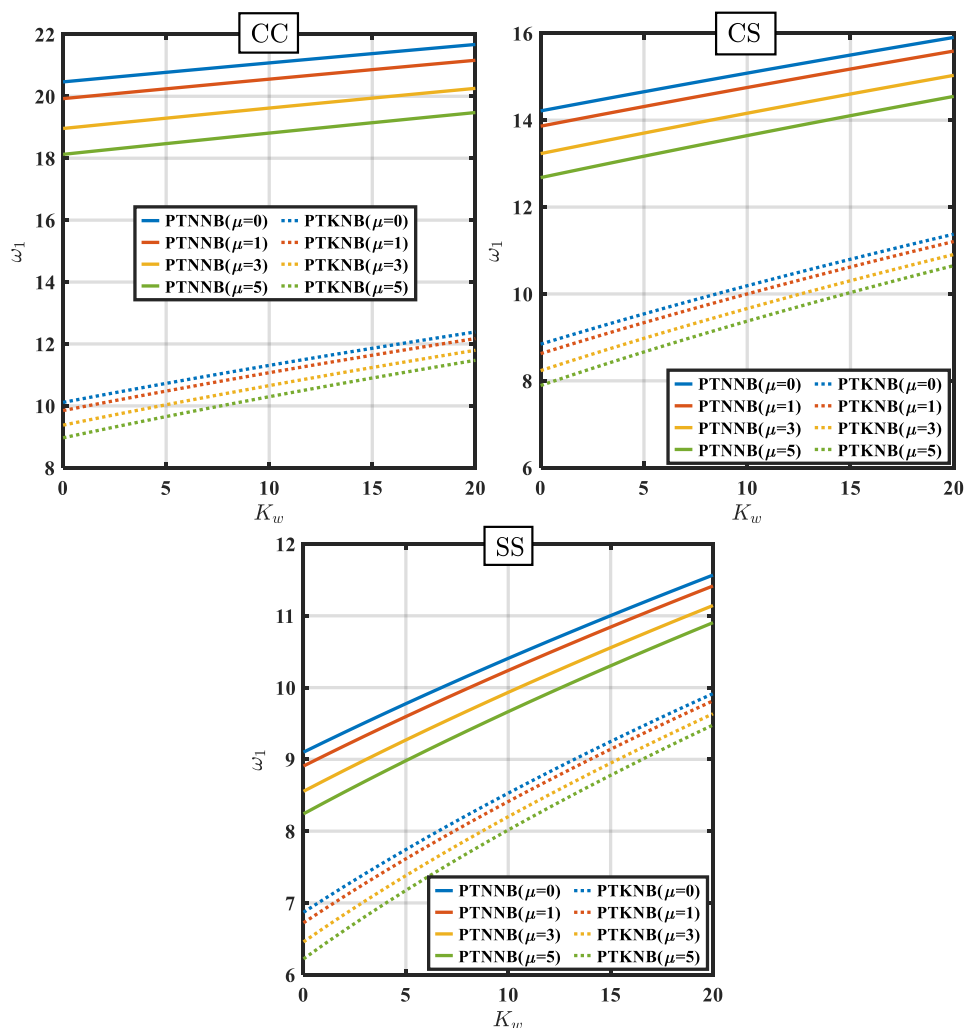 CC
22
20
18
16
14
12
10
8
ω1
PTNNB(μ=0) PTKNB(μ=0)
PTNNB(μ=1) PTKNB(μ=1)
PTNNB(μ=3) PTKNB(μ=3)
PTNNB(μ=5) PTKNB(μ=5)
0 5 10 15 20
Kw
CS
16
14
12
10
8
6
ω1
PTNNB(μ=0) PTKNB(μ=0)
PTNNB(μ=1) PTKNB(μ=1)
PTNNB(μ=3) PTKNB(μ=3)
PTNNB(μ=5) PTKNB(μ=5)
0 5 10 15 20
Kw
SS
12
11
10
9
8
7
6
ω1
PTNNB(μ=0) PTKNB(μ=0)
PTNNB(μ=1) PTKNB(μ=1)
PTNNB(μ=3) PTKNB(μ=3)
PTNNB(μ=5) PTKNB(μ=5)
0 5 10 15 20
Kw